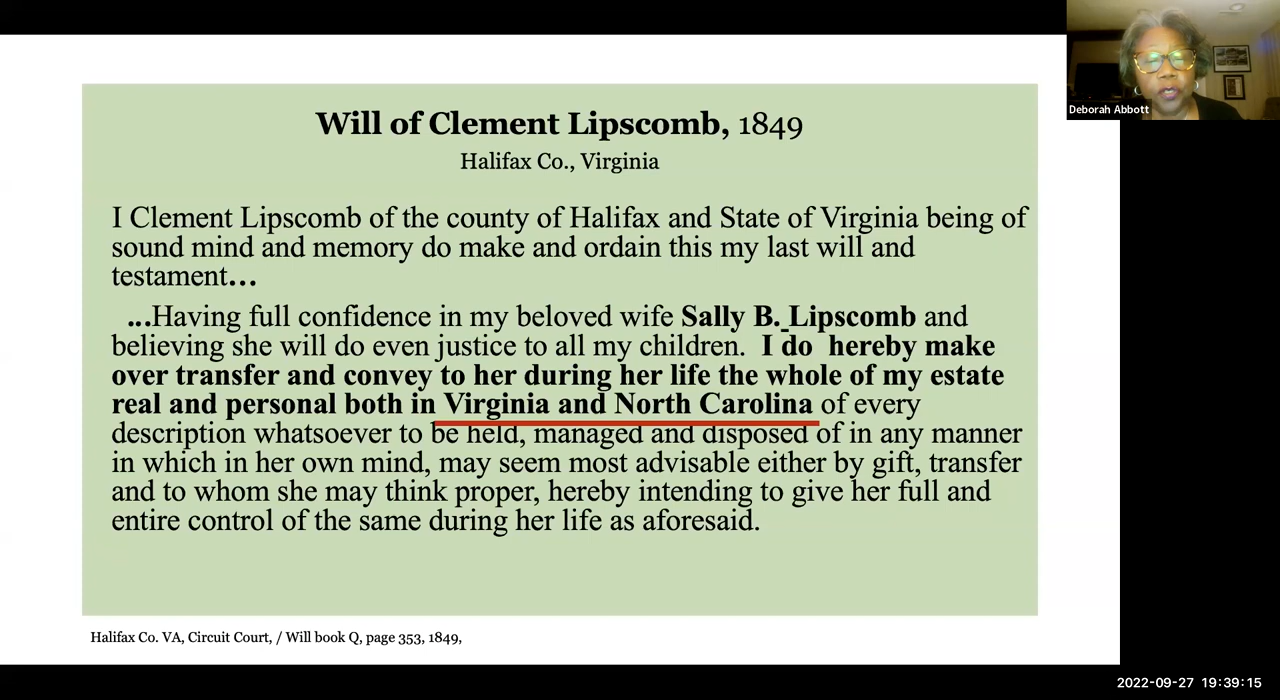 Will of Clement Lipscomb, 1849
Halifax Co., Virginia
I Clement Lipscomb of the county of Halifax and State of Virginia being of
sound mind and memory do make and ordain this my last will and
testament...
...Having full confidence in my beloved wife Sally B. Lipscomb and
believing she will do even justice to all my children. I do hereby make
over transfer and convey to her during her life the whole of my estate
real and personal both in Virginia and North Carolina of every
description whatsoever to be held, managed and disposed of in any manner
in which in her own mind, may seem most advisable either by gift, transfer
and to whom she may think proper, hereby intending to give her full and
entire control of the same during her life as aforesaid.
Halifax Co. VA, Circuit Court, / Will book Q, page 353, 1849,
Deborah Abbott
2022-09-27 19:39:15